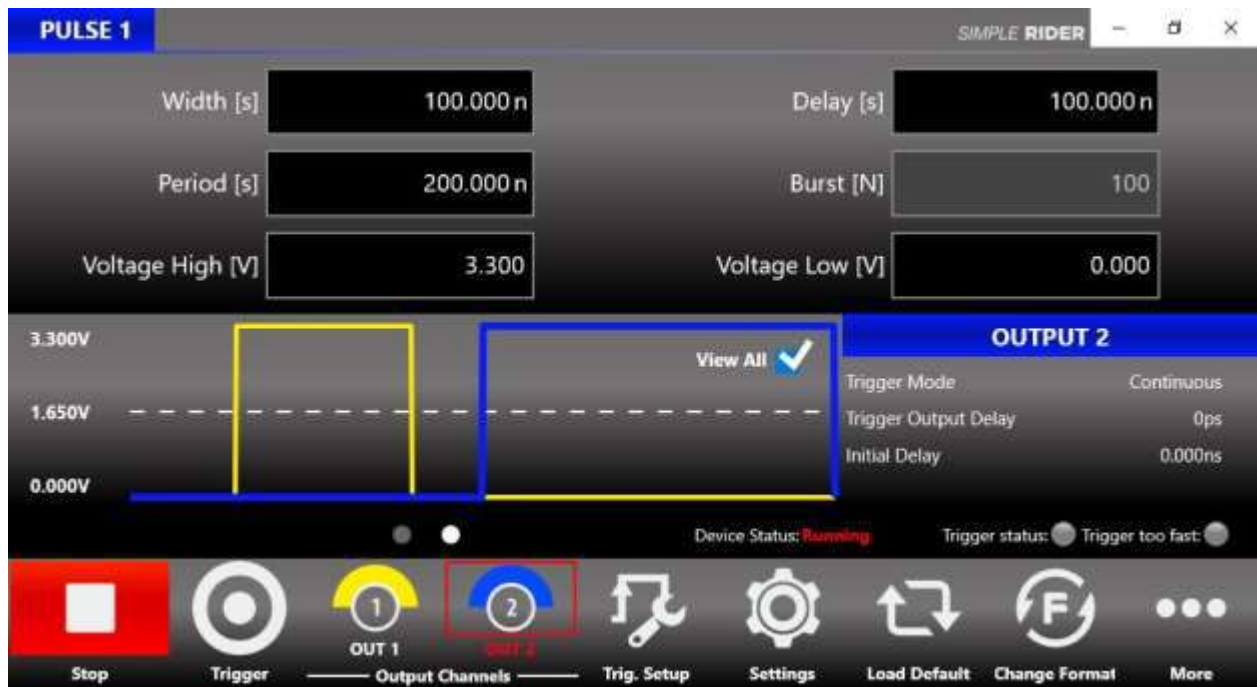 PULSE 1
SIMPLE RIDER
Width [s] 100.000 n Delay [s] 100.000 n
Period [s] 200.000 n Burst [N] 100
Voltage High [V] 3.300 Voltage Low [V] 0.000
3.300V
View All
OUTPUT 2
Trigger Mode Continuous
1.650V
Trigger Output Delay 0ps
Initial Delay 0.000ns
0.000V
Device Status: Running Trigger status: Trigger too fast:
1 2 F
OUT 1 OUT 2
Stop Trigger Output Channels Trig. Setup Settings Load Default Change Format More